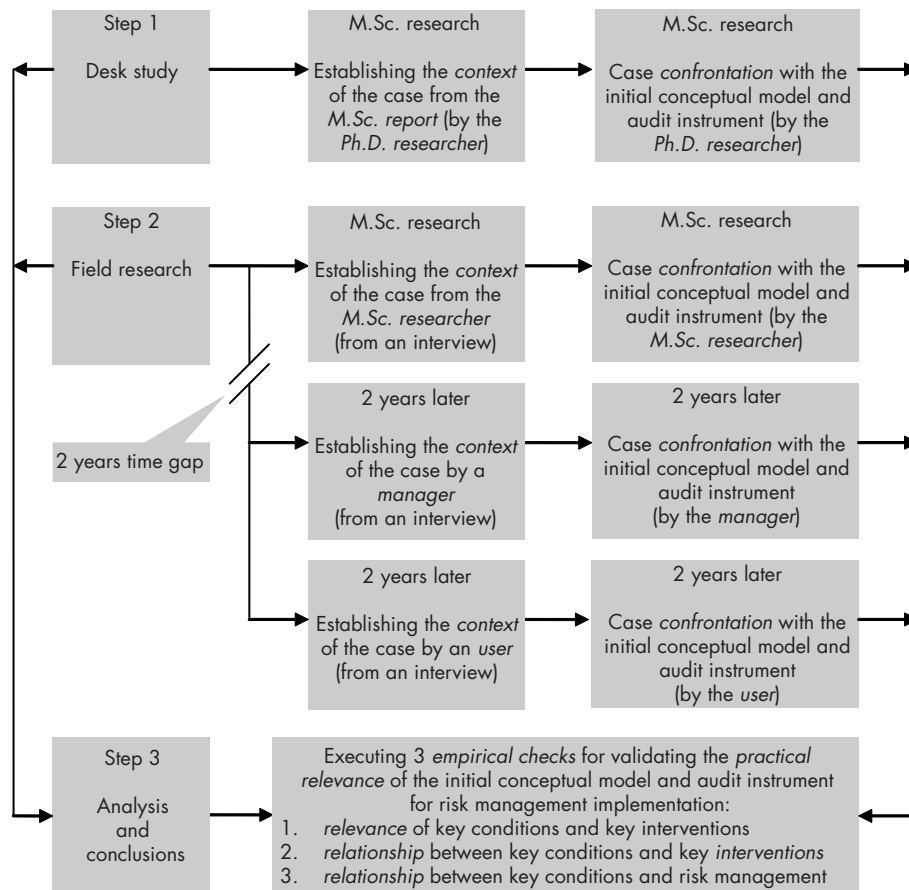 Step 1
Desk study
M.Sc. research
Establishing the context
of the case from the
M.Sc. report (by the
Ph.D. researcher)
M.Sc. research
Case confrontation with the
initial conceptual model and
audit instrument (by the
Ph.D. researcher)
Step 2
Field research
M.Sc. research
Establishing the context
of the case from the
M.Sc. researcher
(from an interview)
M.Sc. research
Case confrontation with the
initial conceptual model and
audit instrument (by the
M.Sc. researcher)
2 years time gap
2 years later
Establishing the context
of the case by a
manager
(from an interview)
2 years later
Case confrontation with the
initial conceptual model and
audit instrument
(by the manager)
2 years later
Establishing the context
of the case by an user
(from an interview)
2 years later
Case confrontation with the
initial conceptual model and
audit instrument
(by the user)
Step 3
Analysis
and
conclusions
Executing 3 empirical checks for validating the practical
relevance of the initial conceptual model and audit instrument
for risk management implementation:
1. relevance of key conditions and key interventions
2. relationship between key conditions and key interventions
3. relationship between key conditions and risk management